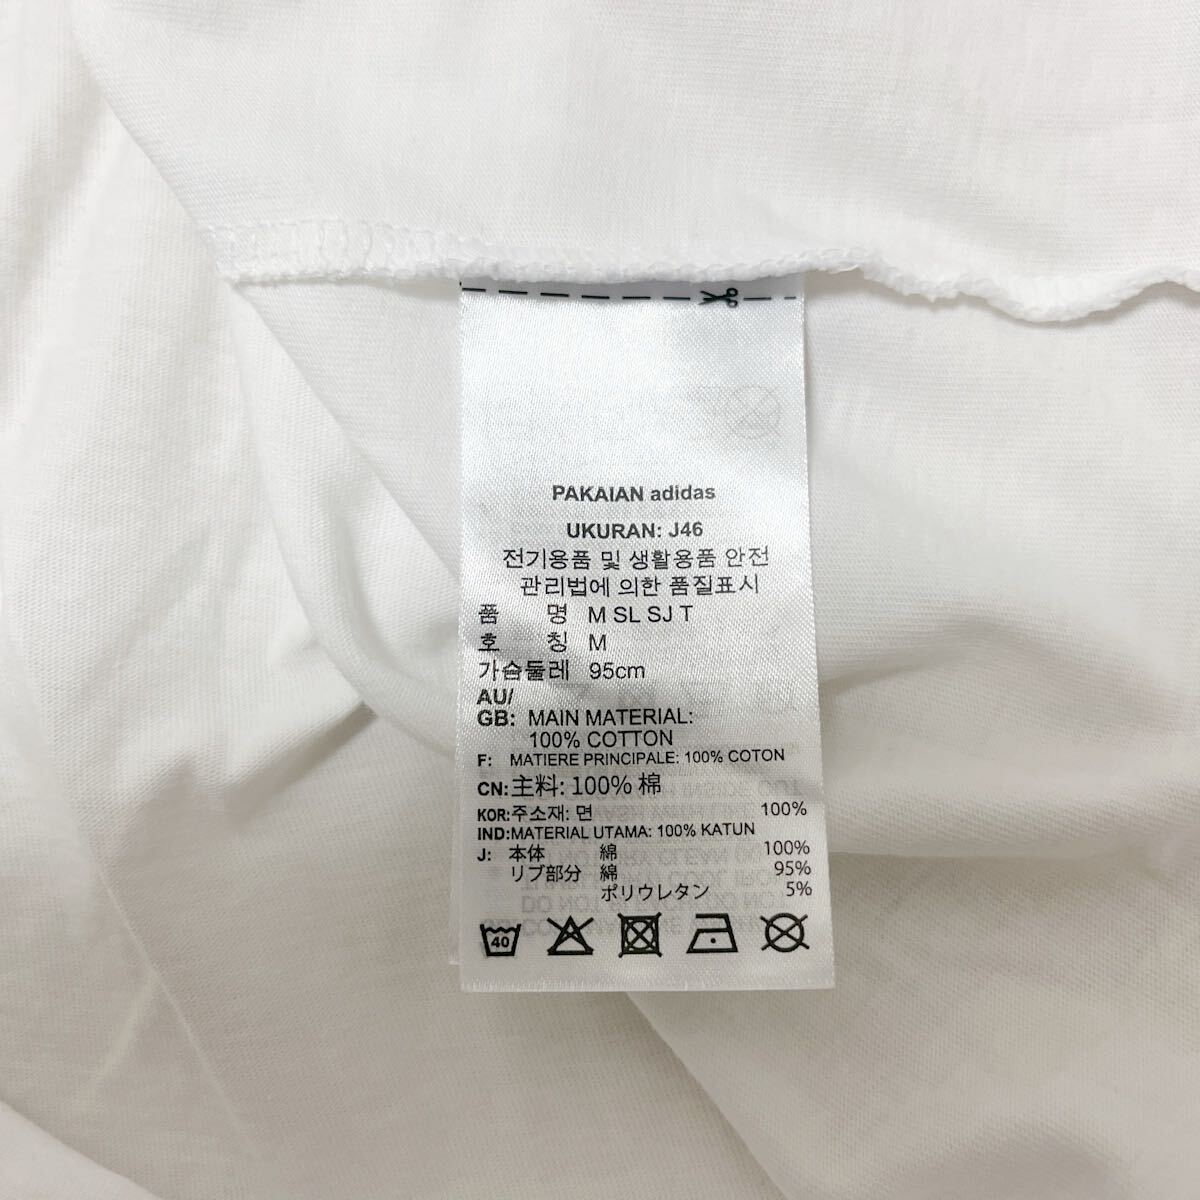 PAKAIAN adidas
UKURAN: J46
전기용품 및 생활용품 안전
관리법에 의한 품질표시
품 명 M SL SJ T
호 칭 M
가슴둘레 95cm
AU/
GB: MAIN MATERIAL:
100% COTTON
F: MATIERE PRINCIPALE: 100% COTON
CN:主料: 100% 棉
KOR:주소재: 면 100%
IND:MATERIAL UTAMA: 100% KATUN
J: 本体 綿 100%
リブ部分 綿 95%
ポリウレタン 5%
40